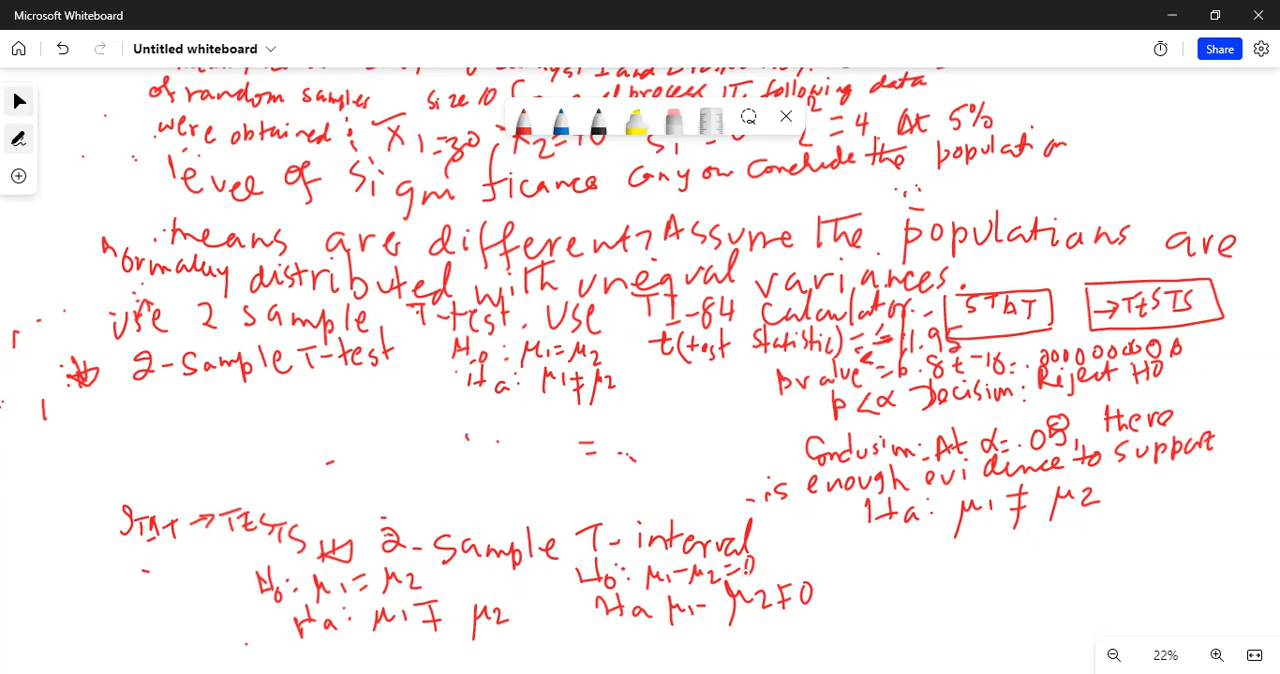 Microsoft Whiteboard
Untitled whiteboard
Share
of random samples size 10 process IT following data
were obtained: X̄1=30, X̄2=10 = 4 At 5%
level of significance can you conclude the population
means are different? Assume the populations are
normally distributed with unequal variances.
Use 2 sample T-test. Use TI-84 Calculator. STAT →TESTS
2-Sample T-test H0: μ1=μ2 t(test statistic) =
Ha: μ1≠μ2 p value =
p<α Decision: Reject H0
Conclusion: At α=.05, there
is enough evidence to support
Ha: μ1 ≠ μ2
STAT →TESTS 2-Sample T-interval
H0: μ1=μ2 H0: μ1-μ2=0
Ha: μ1≠ μ2 Ha μ1- μ2≠0
22%